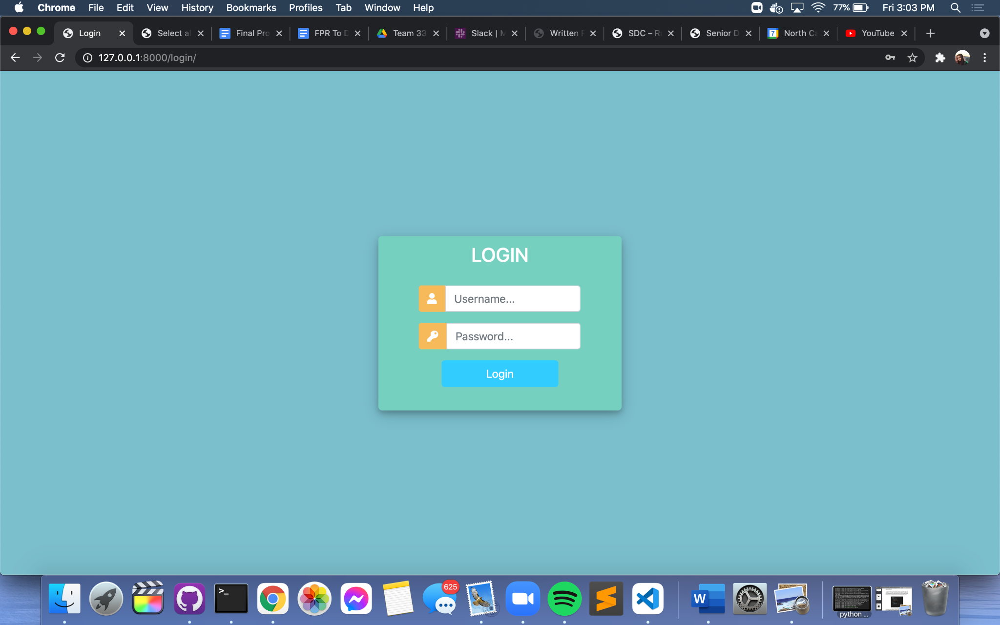 Chrome File Edit View History Bookmarks Profiles Tab Window Help 77% Fri 3:03 PM
Login Select al Final Pro FPR To D Team 33 Slack | M Written SDC – Ru Senior D 7 North Ca YouTube
127.0.0.1:8000/login/
LOGIN
Username...
Password...
Login
625
>_
W
python ...